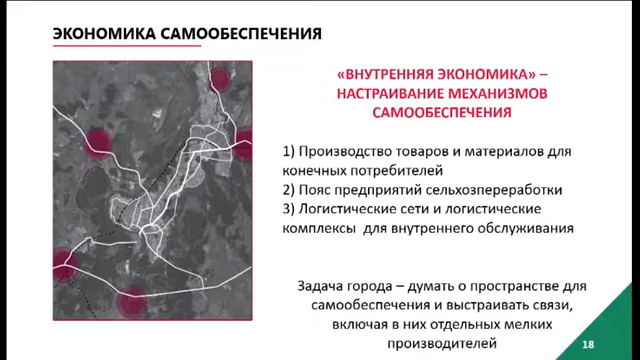 ЭКОНОМИКА САМООБЕСПЕЧЕНИЯ
«ВНУТРЕННЯЯ ЭКОНОМИКА» –
НАСТРАИВАНИЕ МЕХАНИЗМОВ
САМООБЕСПЕЧЕНИЯ
1) Производство товаров и материалов для
конечных потребителей
2) Пояс предприятий сельхозпереработки
3) Логистические сети и логистические
комплексы для внутреннего обслуживания
Задача города – думать о пространстве для
самообеспечения и выстраивать связи,
включая в них отдельных мелких
производителей
18